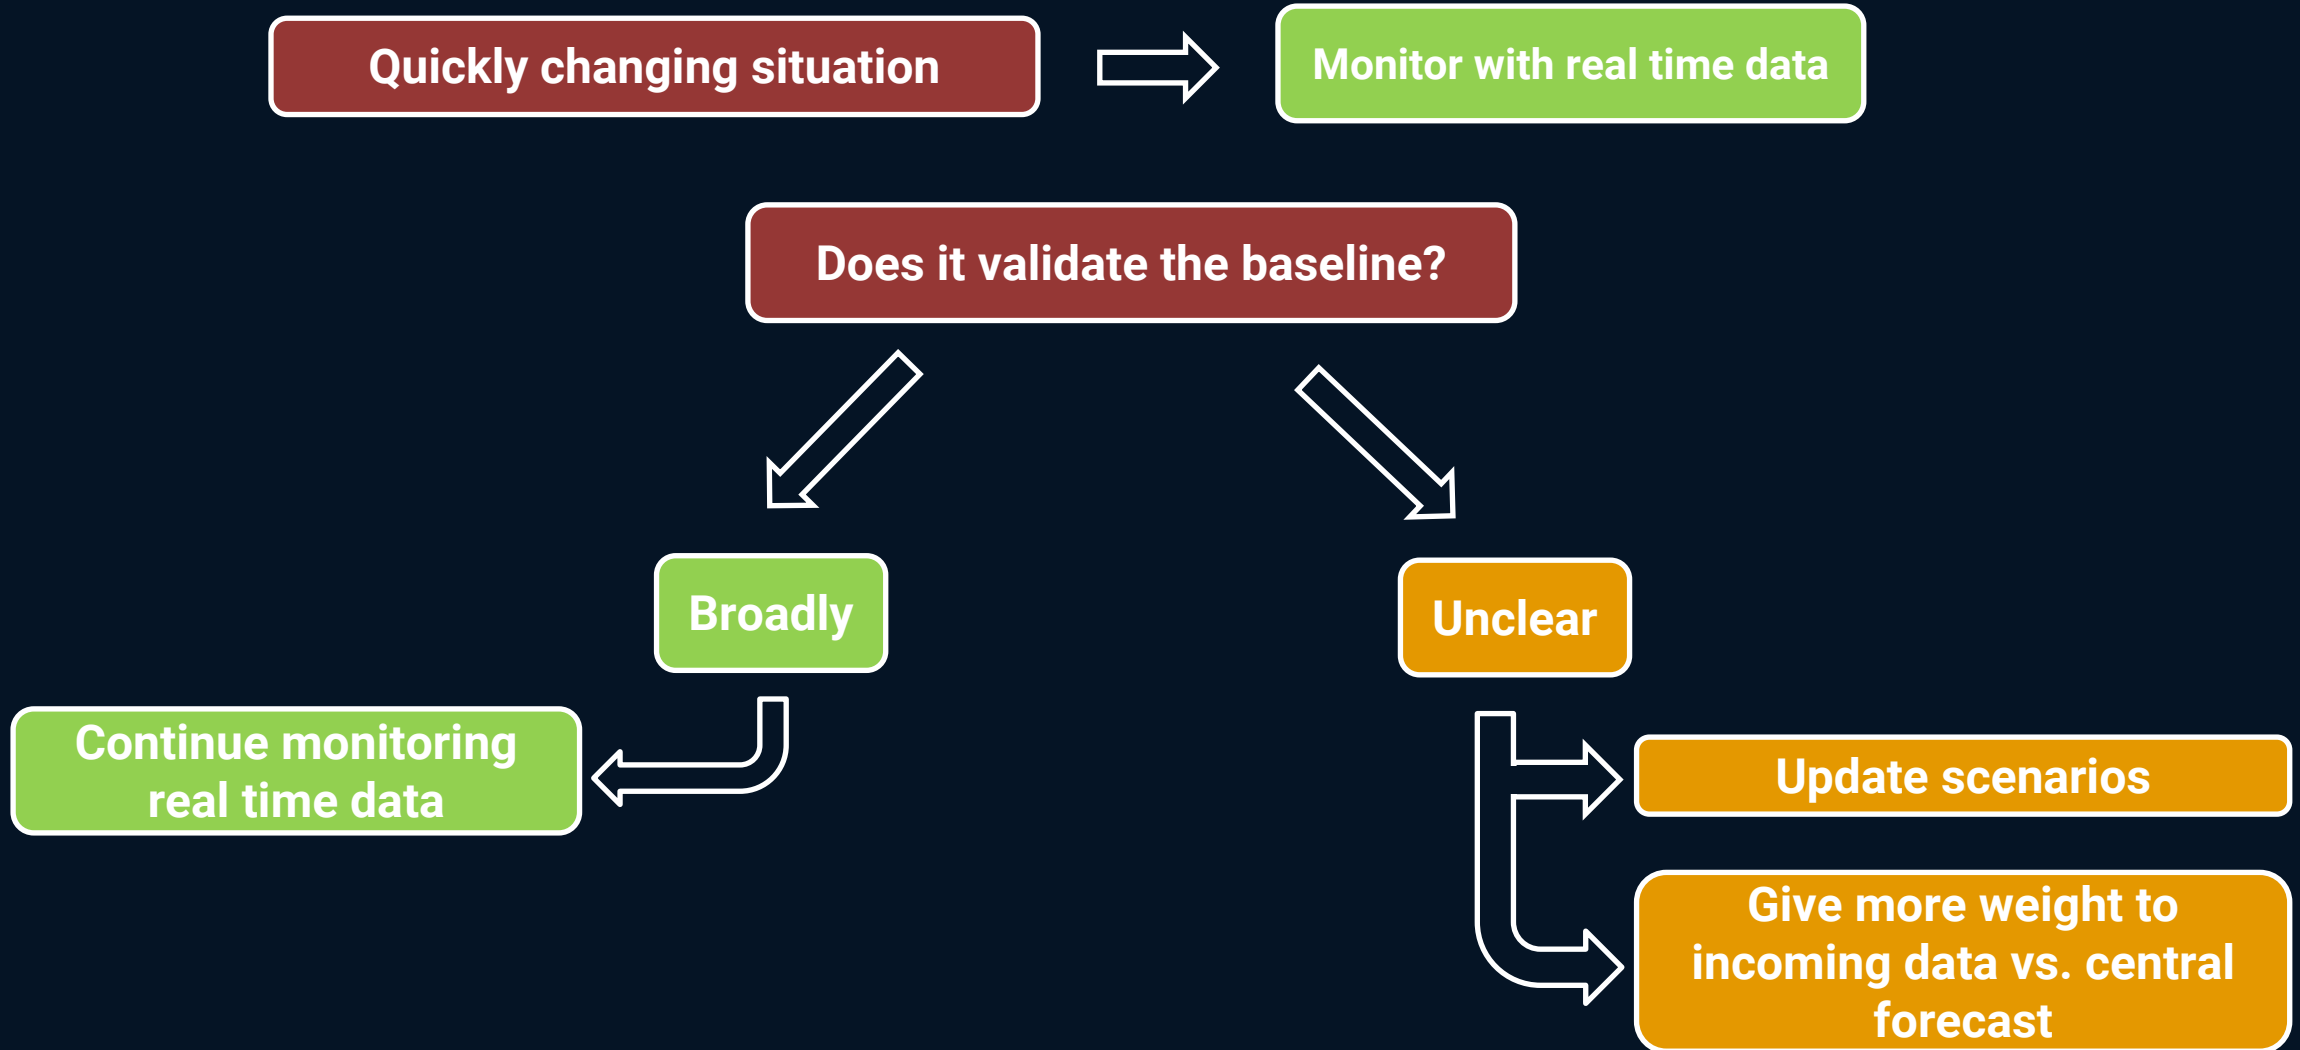 Quickly changing situation
Monitor with real time data
Does it validate the baseline?
Broadly
Unclear
Continue monitoring
real time data
Update scenarios
Give more weight to
incoming data vs. central
forecast